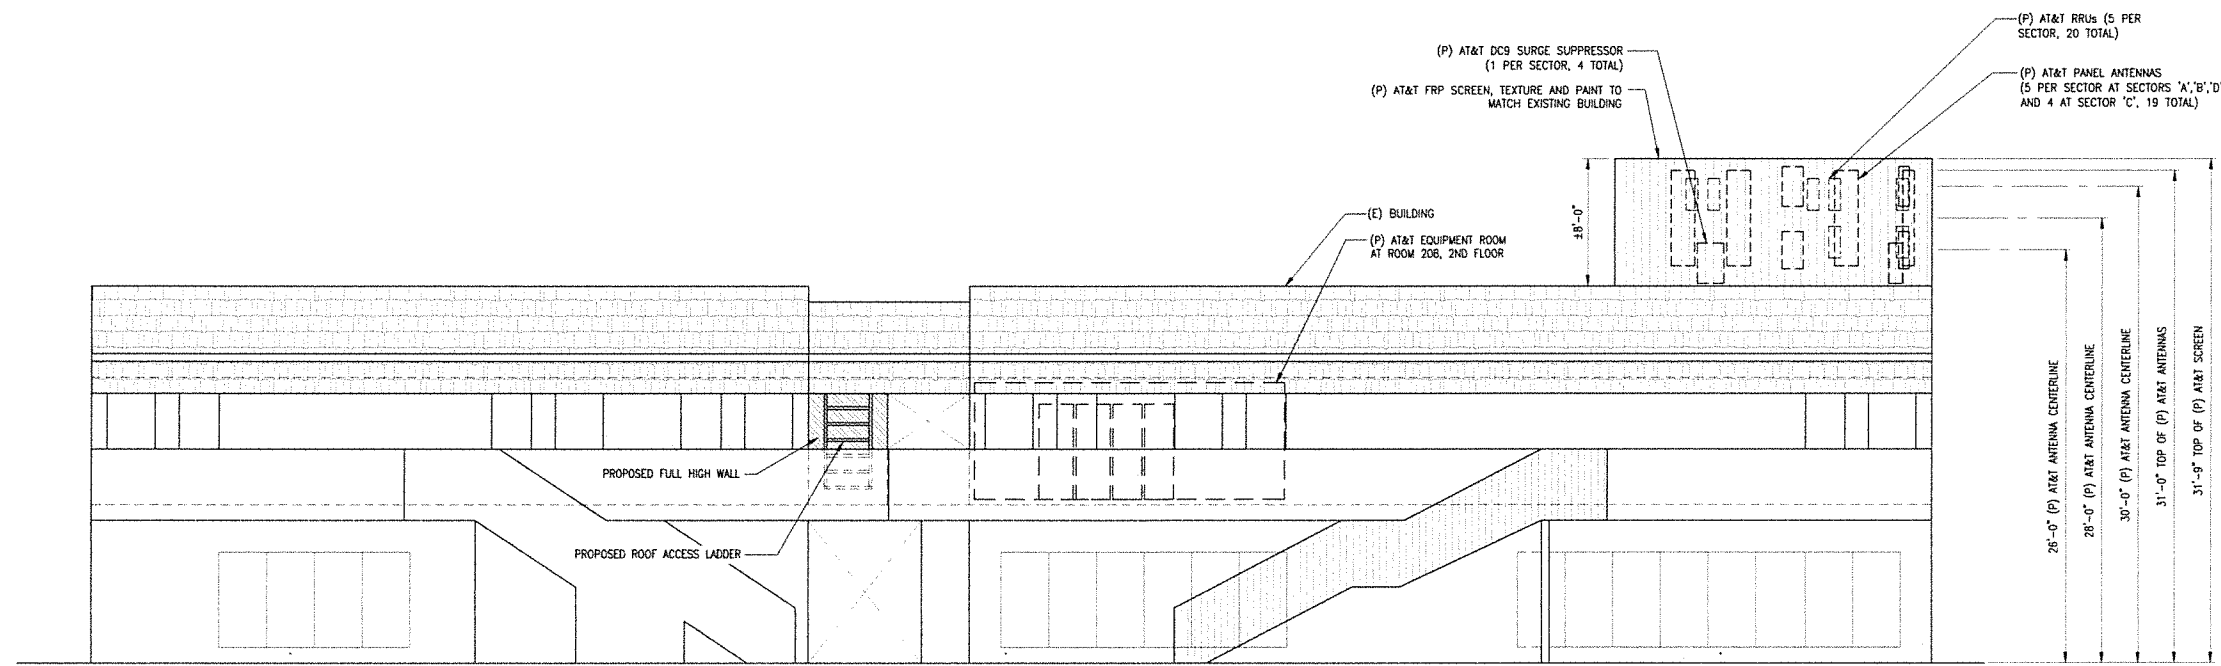 (P) AT&T RRUs (5 PER
SECTOR, 20 TOTAL)
(P) AT&T DC9 SURGE SUPPRESSOR
(1 PER SECTOR, 4 TOTAL)
(P) AT&T PANEL ANTENNAS
(5 PER SECTOR AT SECTORS 'A','B','D'
AND 4 AT SECTOR 'C', 19 TOTAL)
(P) AT&T FRP SCREEN, TEXTURE AND PAINT TO
MATCH EXISTING BUILDING
±8'-0"
(E) BUILDING
(P) AT&T EQUIPMENT ROOM
AT ROOM 208, 2ND FLOOR
PROPOSED FULL HIGH WALL
PROPOSED ROOF ACCESS LADDER
26'-0" (P) AT&T ANTENNA CENTERLINE
28'-0" (P) AT&T ANTENNA CENTERLINE
30'-0" (P) AT&T ANTENNA CENTERLINE
31'-0" TOP OF (P) AT&T ANTENNAS
31'-9" TOP OF (P) AT&T SCREEN